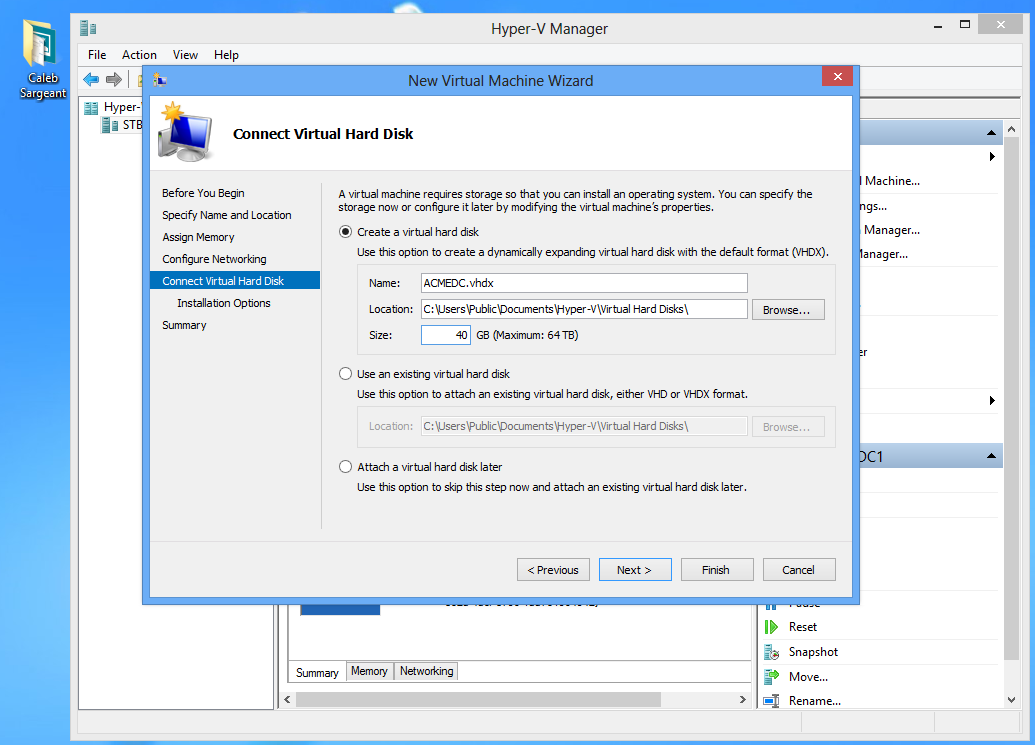 Hyper-V Manager
Caleb
Sargeant
File Action View Help
New Virtual Machine Wizard
Hyper-V
STB
Connect Virtual Hard Disk
Before You Begin
Specify Name and Location
Assign Memory
Configure Networking
Connect Virtual Hard Disk
Installation Options
Summary
A virtual machine requires storage so that you can install an operating system. You can specify the
storage now or configure it later by modifying the virtual machine's properties.
Create a virtual hard disk
Use this option to create a dynamically expanding virtual hard disk with the default format (VHDX).
Name: ACMEDC.vhdx
Location: C:\Users\Public\Documents\Hyper-V\Virtual Hard Disks\ Browse...
Size: 40 GB (Maximum: 64 TB)
Use an existing virtual hard disk
Use this option to attach an existing virtual hard disk, either VHD or VHDX format.
Location: C:\Users\Public\Documents\Hyper-V\Virtual Hard Disks\ Browse...
Attach a virtual hard disk later
Use this option to skip this step now and attach an existing virtual hard disk later.
< Previous Next > Finish Cancel
l Machine...
ngs...
Manager...
Manager...
er
DC1
Pause
Reset
Snapshot
Move...
Rename...
Summary Memory Networking